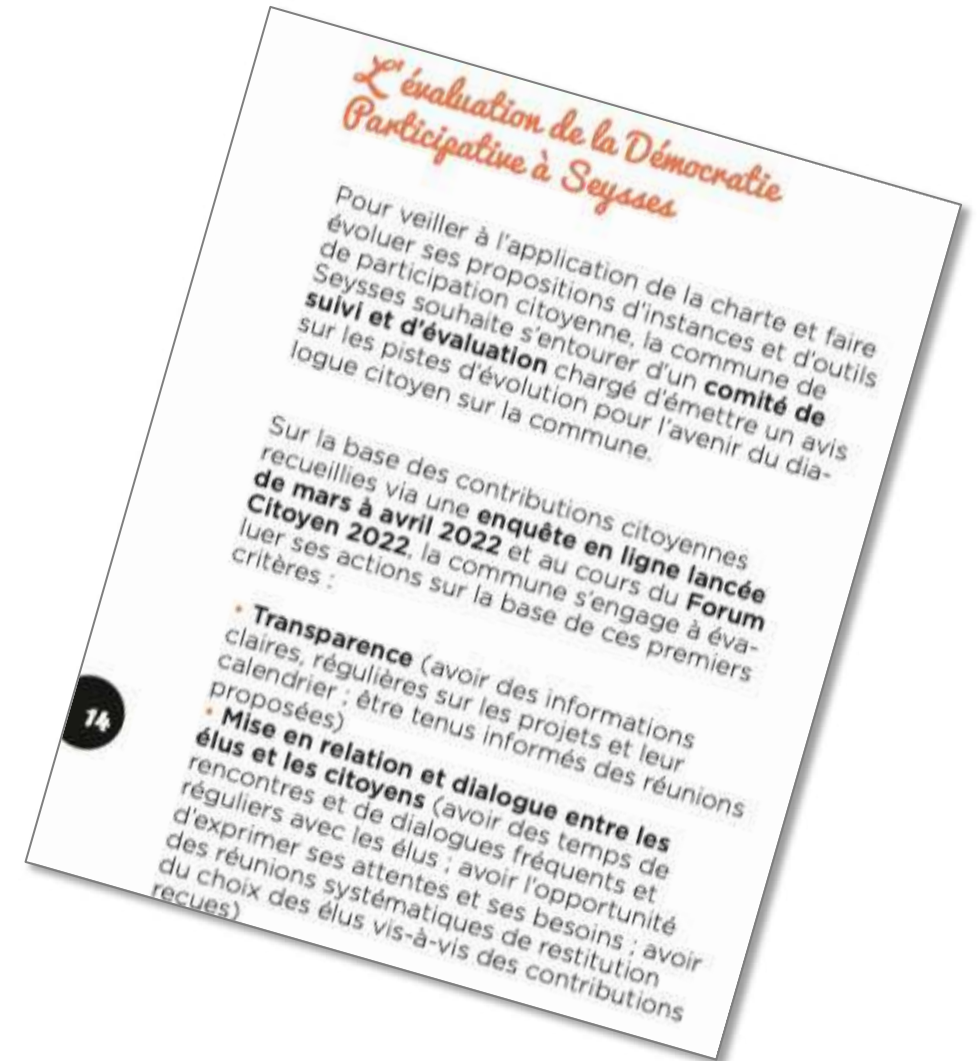 L'évaluation de la Démocratie
Participative à Seysses
Pour veiller à l'application de la charte et faire
évoluer ses propositions d'instances et d'outils
de participation citoyenne, la commune de
Seysses souhaite s'entourer d'un comité de
suivi et d'évaluation chargé d'émettre un avis
sur les pistes d'évolution pour l'avenir du dia-
logue citoyen sur la commune.
Sur la base des contributions citoyennes
recueillies via une enquête en ligne lancée
de mars à avril 2022 et au cours du Forum
Citoyen 2022, la commune s'engage à éva-
luer ses actions sur la base de ces premiers
critères :
• Transparence (avoir des informations
claires, régulières sur les projets et leur
calendrier ; être tenus informés des réunions
proposées)
• Mise en relation et dialogue entre les
élus et les citoyens (avoir des temps de
rencontres et de dialogues fréquents et
réguliers avec les élus ; avoir l'opportunité
d'exprimer ses attentes et ses besoins ; avoir
des réunions systématiques de restitution
du choix des élus vis-à-vis des contributions
reçues)
14